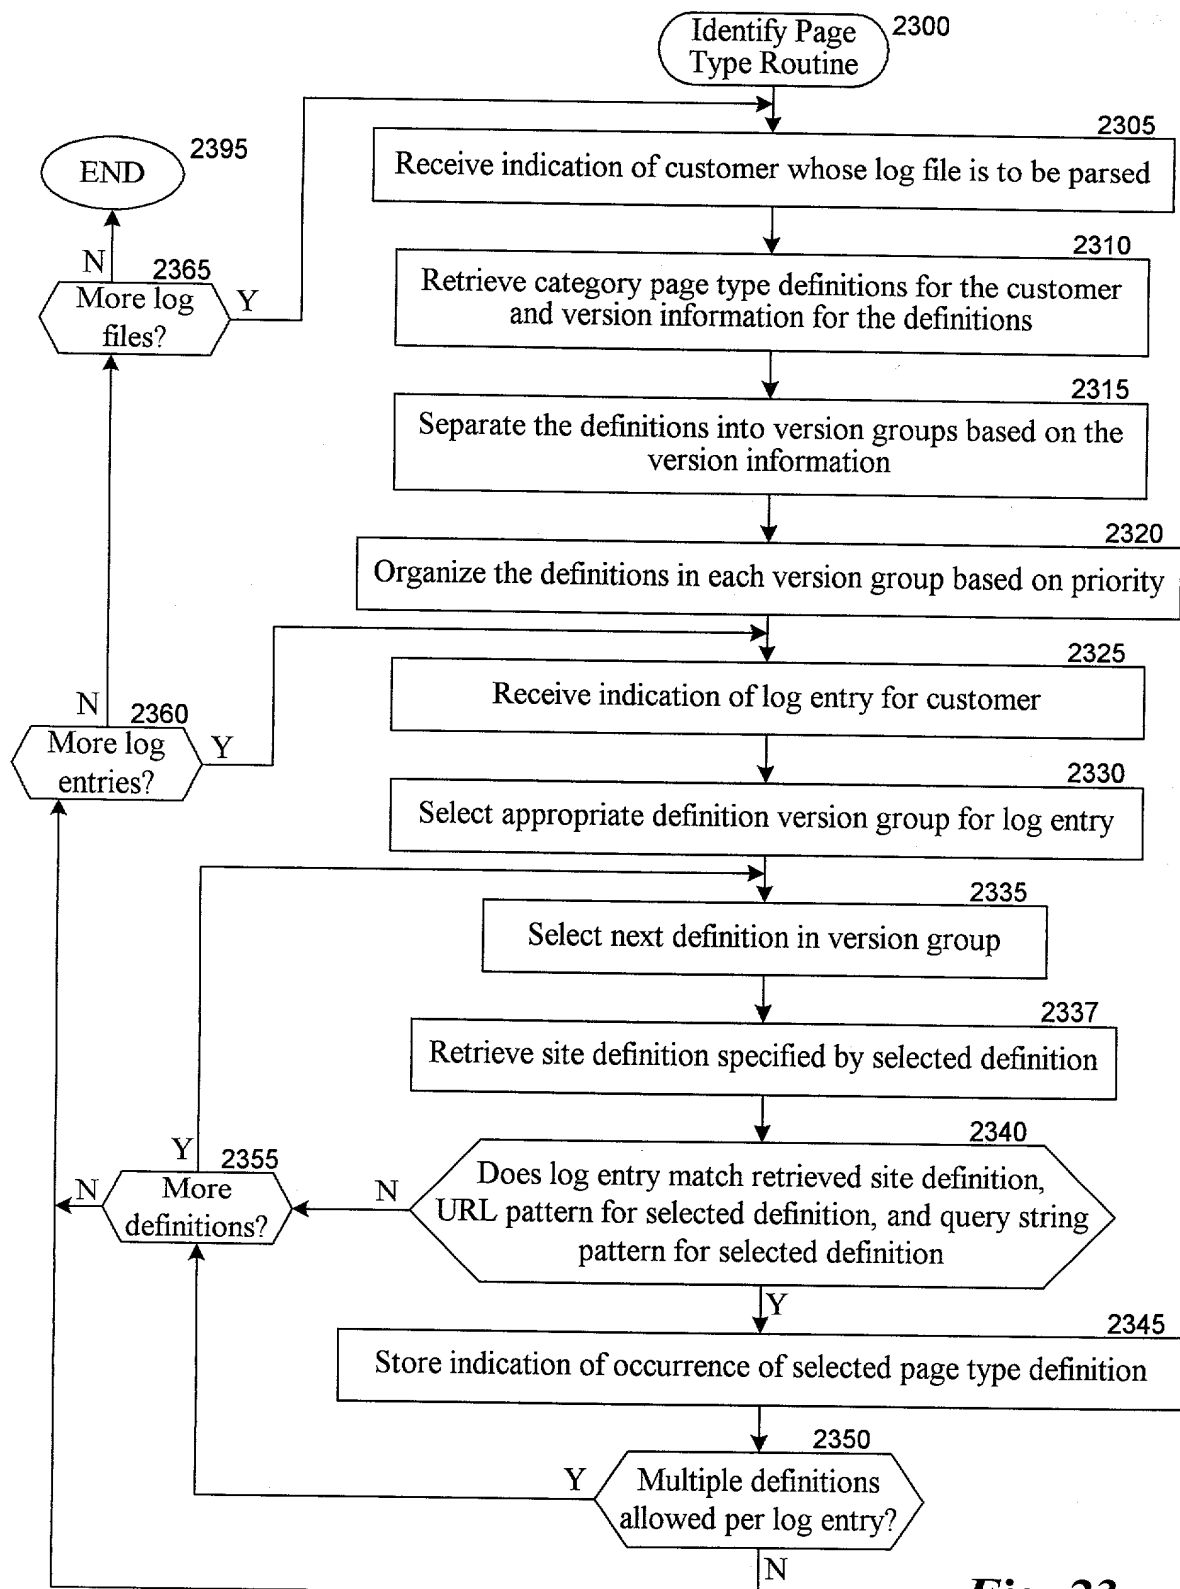 Identify Page
Type Routine
2300
2305
Receive indication of customer whose log file is to be parsed
END
2395
2310
Retrieve category page type definitions for the customer
and version information for the definitions
N
2365
More log
files?
Y
2315
Separate the definitions into version groups based on the
version information
2320
Organize the definitions in each version group based on priority
2325
Receive indication of log entry for customer
N
2360
More log
entries?
Y
2330
Select appropriate definition version group for log entry
2335
Select next definition in version group
2337
Retrieve site definition specified by selected definition
2340
Does log entry match retrieved site definition,
URL pattern for selected definition, and query string
pattern for selected definition
Y
2355
N
More
definitions?
N
Y
2345
Store indication of occurrence of selected page type definition
2350
Y
Multiple definitions
allowed per log entry?
N
Fig. 23